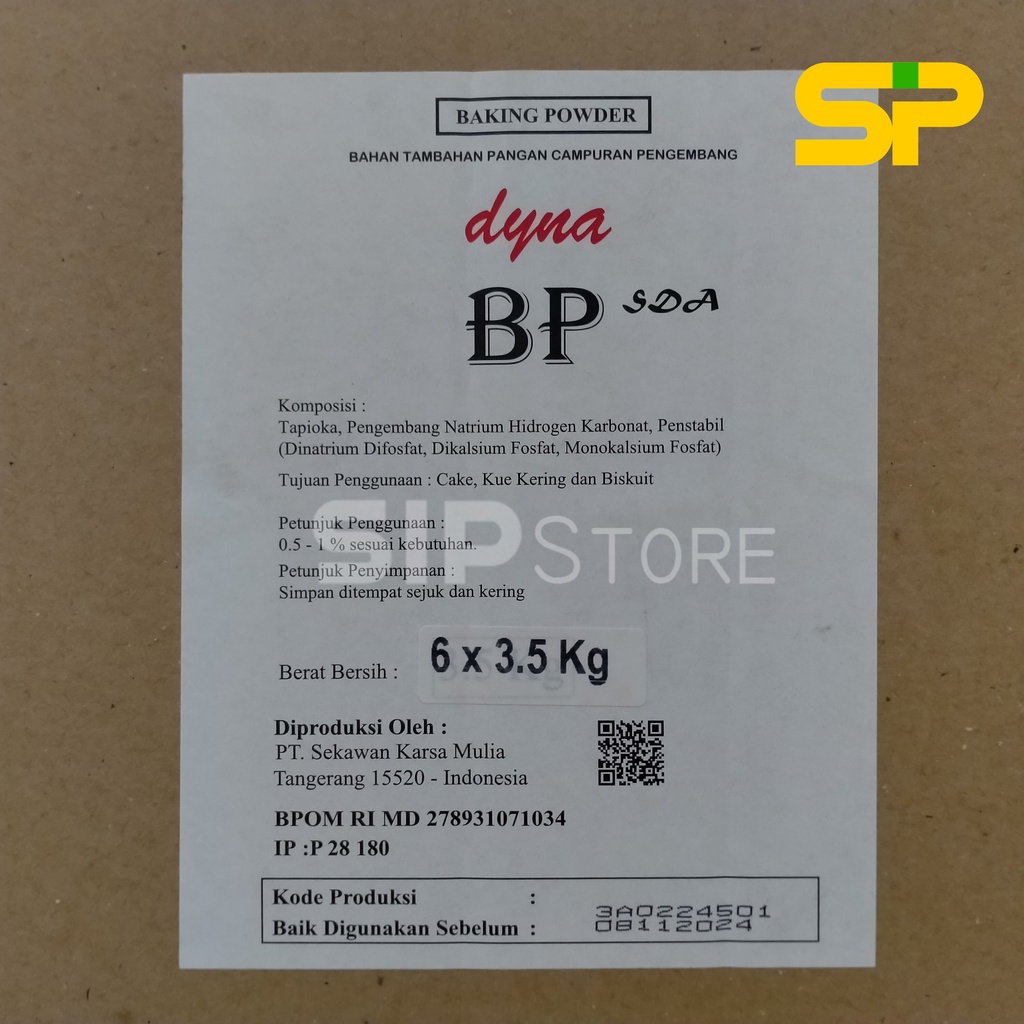 SiP
BAKING POWDER
BAHAN TAMBAHAN PANGAN CAMPURAN PENGEMBANG
dyna
BP SDA
Komposisi :
Tapioka, Pengembang Natrium Hidrogen Karbonat, Penstabil
(Dinatrium Difosfat, Dikalsium Fosfat, Monokalsium Fosfat)
Tujuan Penggunaan : Cake, Kue Kering dan Biskuit
Petunjuk Penggunaan :
0.5 - 1 % sesuai kebutuhan.
SIP STORE
Petunjuk Penyimpanan :
Simpan ditempat sejuk dan kering
Berat Bersih : 6 x 3.5 Kg
Diproduksi Oleh :
PT. Sekawan Karsa Mulia
Tangerang 15520 - Indonesia
BPOM RI MD 278931071034
IP :P 28 180
Kode Produksi : 3A0224501
Baik Digunakan Sebelum : 08112024